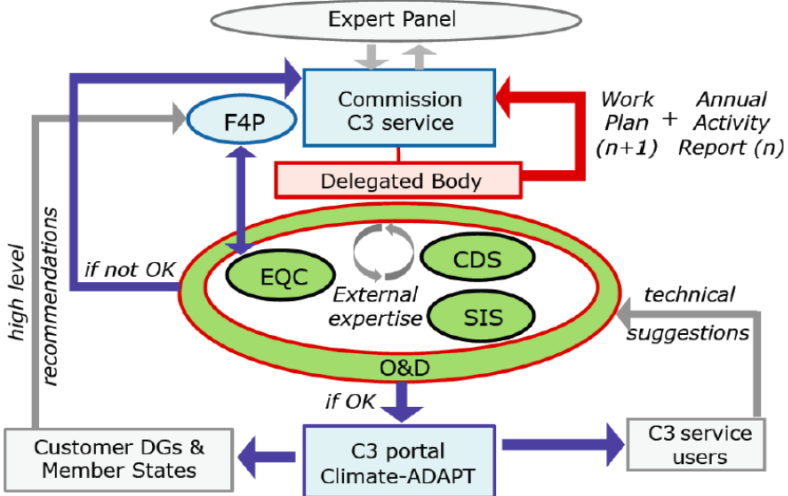 Expert Panel
Commission
C3 service
F4P
Work
Plan
(n+1)
+
Annual
Activity
Report (n)
Delegated Body
high level
recommendations
if not OK
EQC
External
expertise
CDS
SIS
O&D
technical
suggestions
if OK
Customer DGs &
Member States
C3 portal
Climate-ADAPT
C3 service
users